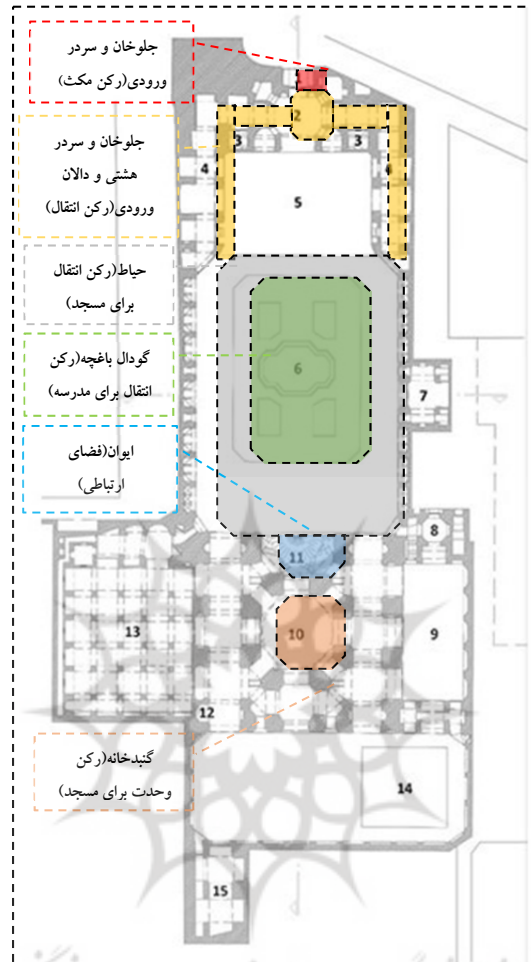 جلوخان و سردر
ورودی(رکن مکث)
جلوخان و سردر
هشتی و دالان
ورودی(رکن انتقال)
حیاط(رکن انتقال
برای مسجد)
گودال باغچه(رکن
انتقال برای مدرسه)
ایوان(فضای
ارتباطی)
گنبدخانه(رکن
وحدت برای مسجد)
2
3
3
4
5
6
7
8
9
10
11
12
13
14
15